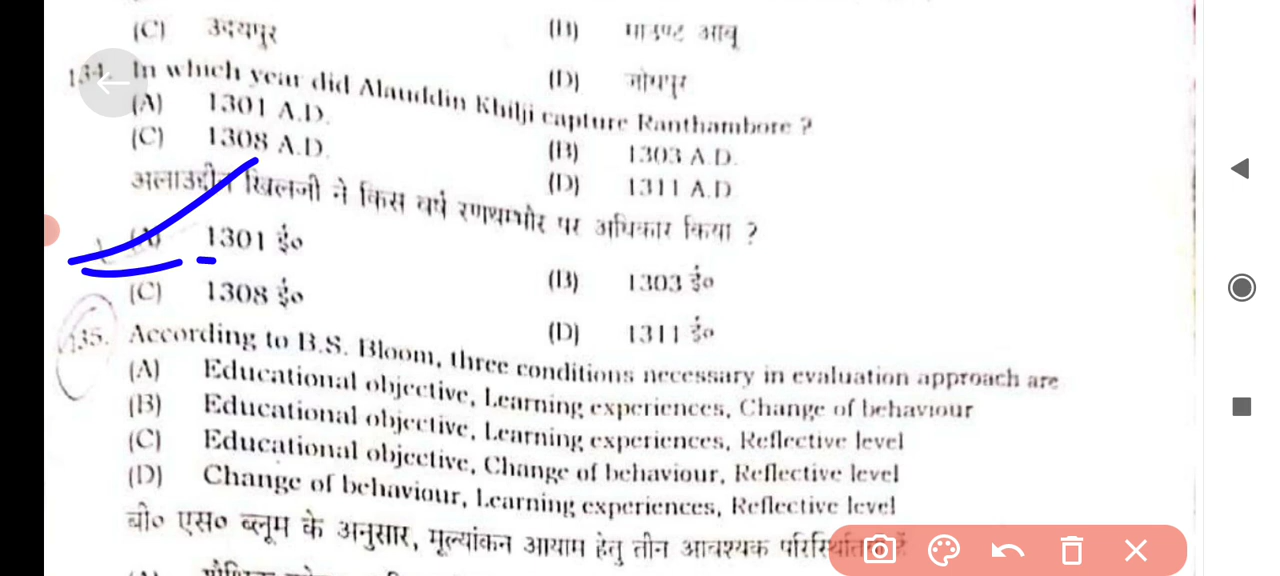 (C) उदयपुर (B) माउण्ट आबू
(D) जोधपुर
134. In which year did Alauddin Khilji capture Ranthambore ?
(A) 1301 A.D. (B) 1303 A.D.
(C) 1308 A.D. (D) 1311 A.D
अलाउद्दीन खिलजी ने किस वर्ष रणथम्भौर पर अधिकार किया ?
(A) 1301 ई० (B) 1303 ई०
(C) 1308 ई० (D) 1311 ई०
135. According to B.S. Bloom, three conditions necessary in evaluation approach are
(A) Educational objective, Learning experiences, Change of behaviour
(B) Educational objective, Learning experiences, Reflective level
(C) Educational objective, Change of behaviour, Reflective level
(D) Change of behaviour, Learning experiences, Reflective level
बी० एस० ब्लूम के अनुसार, मूल्यांकन आयाम हेतु तीन आवश्यक